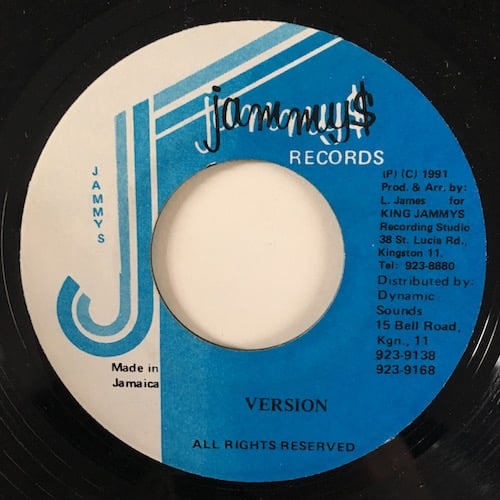 jammy$
RECORDS
JAMMYS
(P) (C) 1991
Prod. & Arr. by:
L. James for
KING JAMMYS
Recording Studio
38 St. Lucia Rd.,
Kingston 11.
Tel: 923-8880
Distributed by:
Dynamic
Sounds
15 Bell Road,
Kgn., 11
923-9138
923-9168
Made in
Jamaica
VERSION
ALL RIGHTS RESERVED